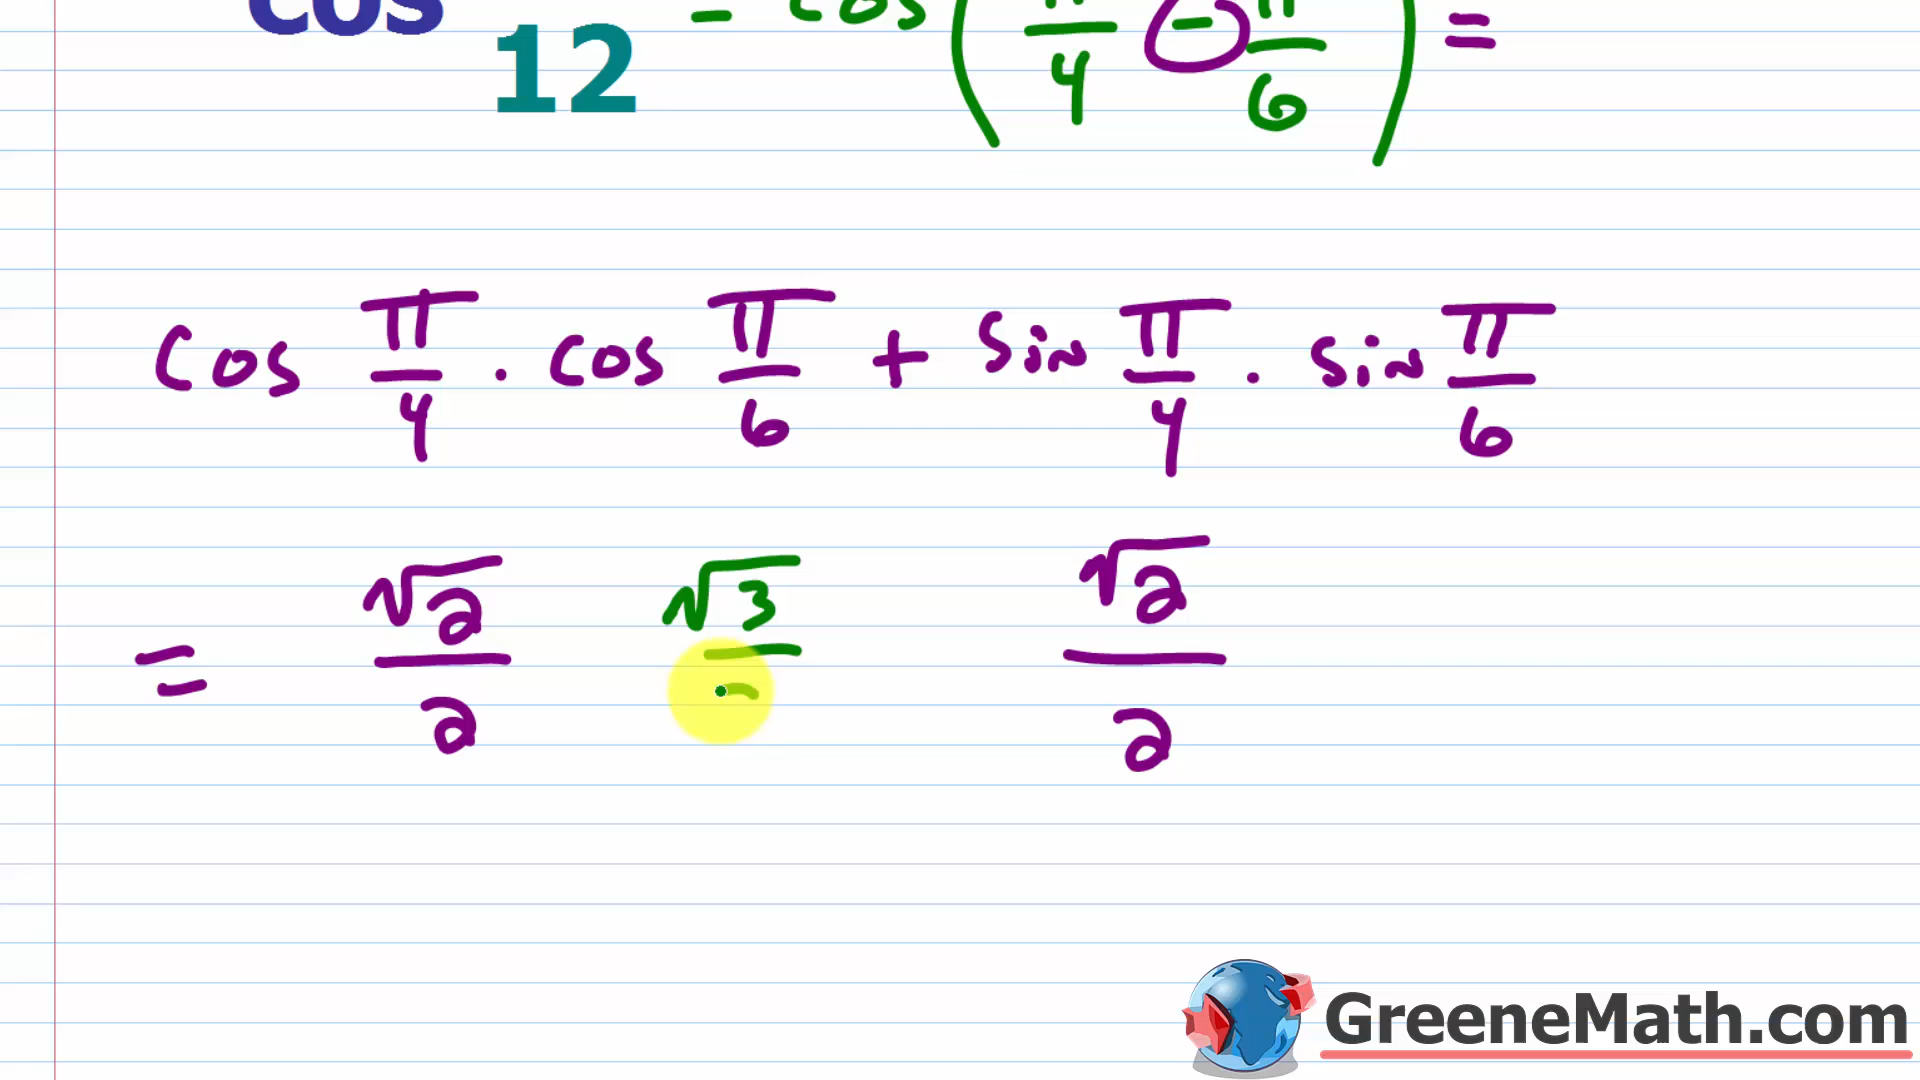 cos π/12 = cos(π/4 - π/6) =
cos π/4 · cos π/6 + sin π/4 · sin π/6
= √2/2 √3/ √2/2
GreeneMath.com